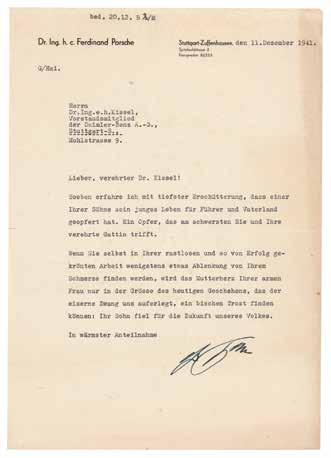 bed. 20.12.
Dr. Ing. h. c. Ferdinand Porsche
Stuttgart-Zuffenhausen, den 11.Dezember 1941.
G/Hai.
Herrn
Dr.Ing.e.h.Kissel,
Vorstandsmitglied
der Daimler-Benz A.-G.,
Stuttgart-
Mohlstrasse 9.
Lieber, verehrter Dr. Kissel!
Soeben erfahre ich mit tiefster Erschütterung, dass einer
Ihrer Söhne sein junges Leben für Führer und Vaterland
geopfert hat. Ein Opfer, das am schwersten Sie und Ihre
verehrte Gattin trifft.
Wenn Sie selbst in Ihrer rastlosen und so von Erfolg ge-
krönten Arbeit wenigstens etwas Ablenkung von Ihrem
Schmerze finden werden, wird das Mutterherz Ihrer armen
Frau nur in der Grösse des heutigen Geschehens, das der
eiserne Zwang uns auferlegt, ein bischen Trost finden
können: Ihr Sohn fiel für die Zukunft unseres Volkes.
In wärmster Anteilnahme